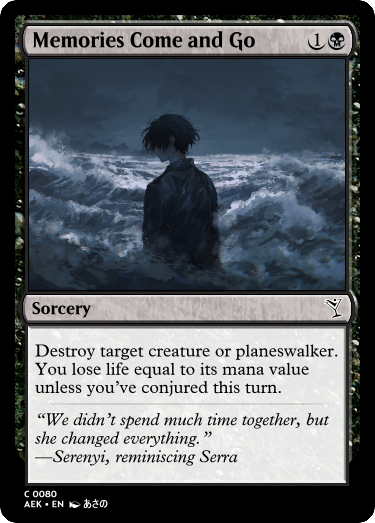 Memories Come and Go
1
Sorcery
Destroy target creature or planeswalker.
You lose life equal to its mana value
unless you’ve conjured this turn.
“We didn’t spend much time together, but
she changed everything.”
—Serenyi, reminiscing Serra
C 0080
AEK • EN あさの